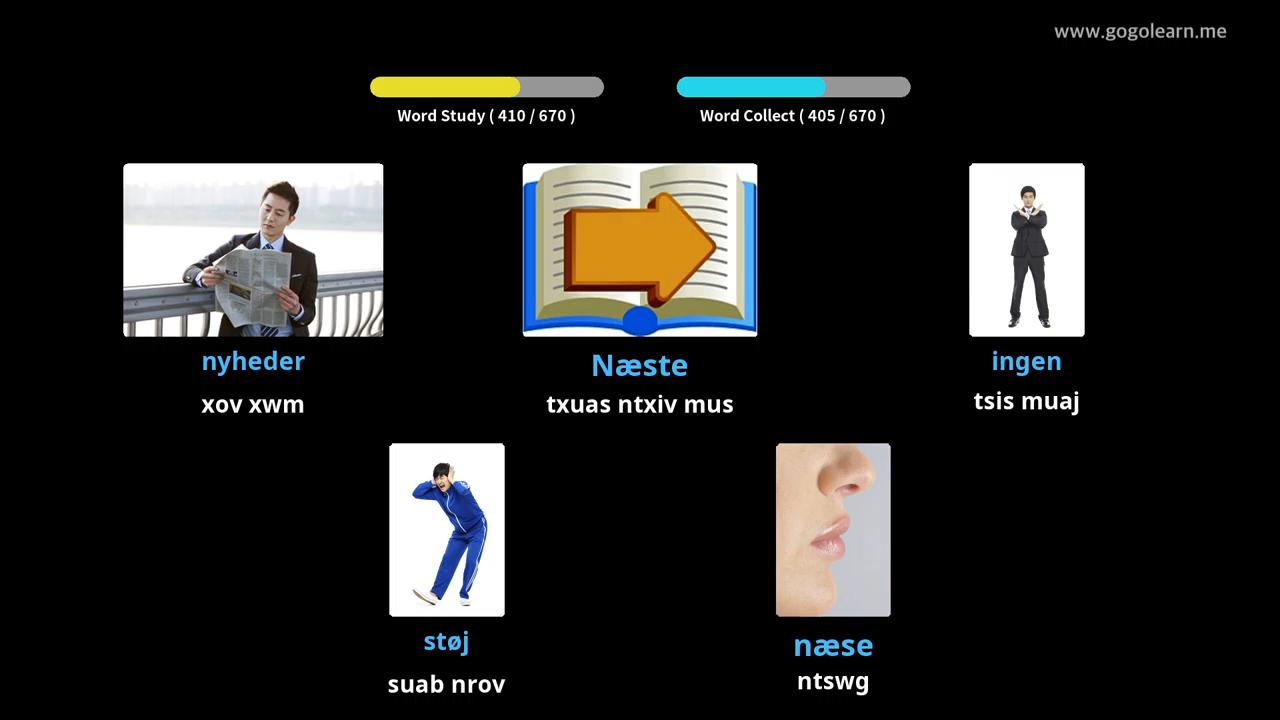 www.gogolearn.me
Word Study ( 410 / 670 )
Word Collect ( 405 / 670 )
nyheder
xov xwm
Næste
txuas ntxiv mus
ingen
tsis muaj
støj
suab nrov
næse
ntswg